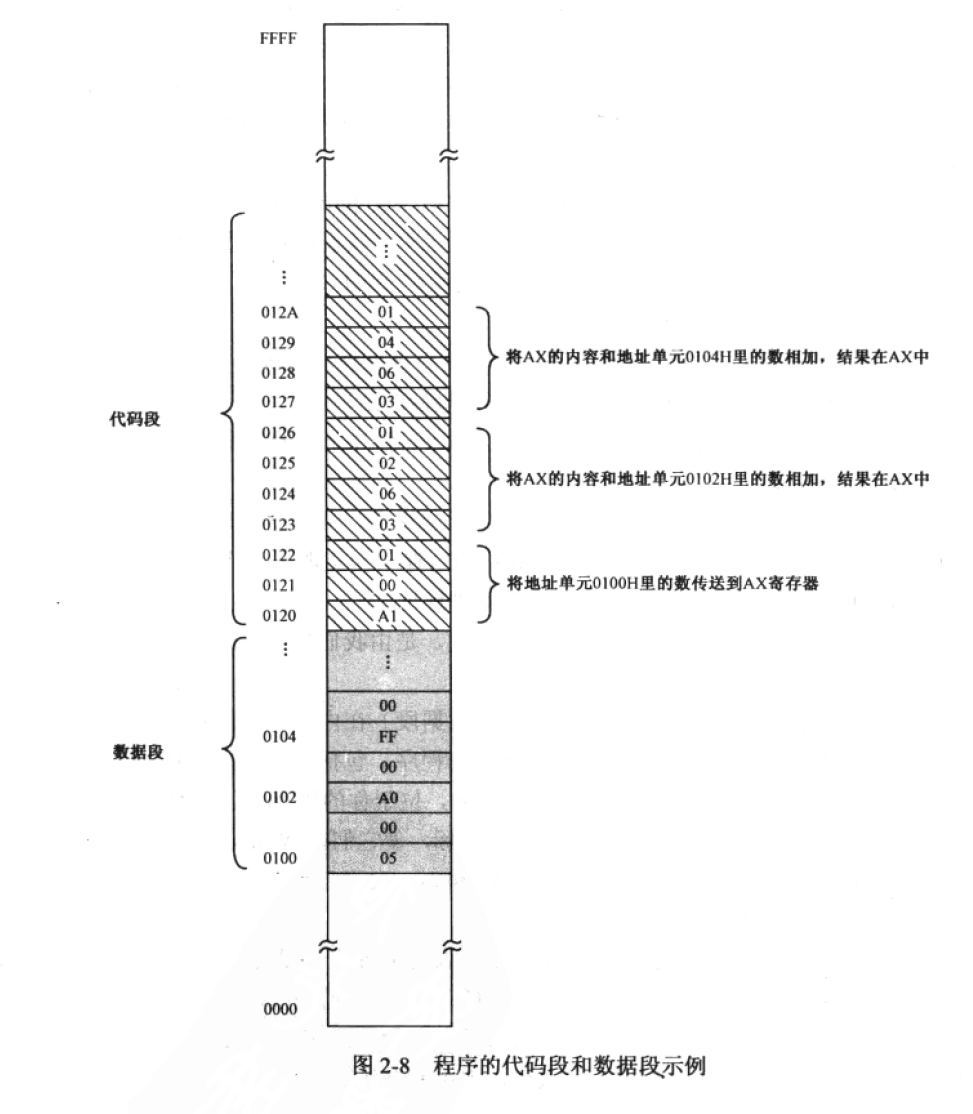 FFFF
⋮
⋮
012A 01
0129 04
0128 06
将AX的内容和地址单元0104H里的数相加，结果在AX中
0127 03
代码段
0126 01
0125 02
0124 06
将AX的内容和地址单元0102H里的数相加，结果在AX中
0123 03
0122 01
0121 00
将地址单元0100H里的数传送到AX寄存器
0120 A1
⋮
⋮
00
0104 FF
数据段
00
0102 A0
00
0100 05
0000
图 2-8 程序的代码段和数据段示例